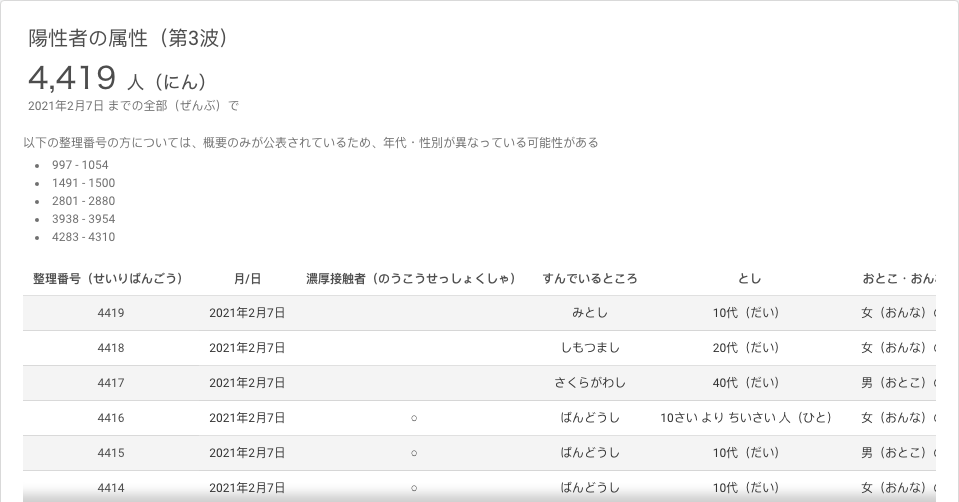 陽性者の属性（第3波）
4,419 人（にん）
2021年2月7日 までの全部（ぜんぶ）で
以下の整理番号の方については、概要のみが公表されているため、年代・性別が異なっている可能性がある
• 997 - 1054
• 1491 - 1500
• 2801 - 2880
• 3938 - 3954
• 4283 - 4310
整理番号（せいりばんごう） 月/日 濃厚接触者（のうこうせっしょくしゃ） すんでいるところ とし おとこ・おん
4419 2021年2月7日 みとし 10代（だい） 女（おんな）
4418 2021年2月7日 しもつまし 20代（だい） 女（おんな）
4417 2021年2月7日 さくらがわし 40代（だい） 男（おとこ）
4416 2021年2月7日 ○ ばんどうし 10さい より ちいさい 人（ひと） 女（おんな）
4415 2021年2月7日 ○ ばんどうし 10代（だい） 男（おとこ）
4414 2021年2月7日 ○ ばんどうし 10代（だい） 女（おんな）